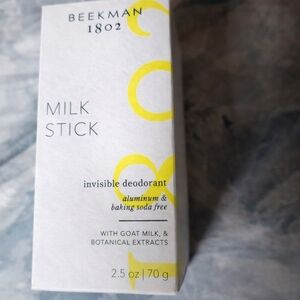 BEEKMAN
1802
MILK
STICK
1802
invisible deodorant
aluminum &
baking soda free
WITH GOAT MILK, &
BOTANICAL EXTRACTS
2.5 oz | 70 g